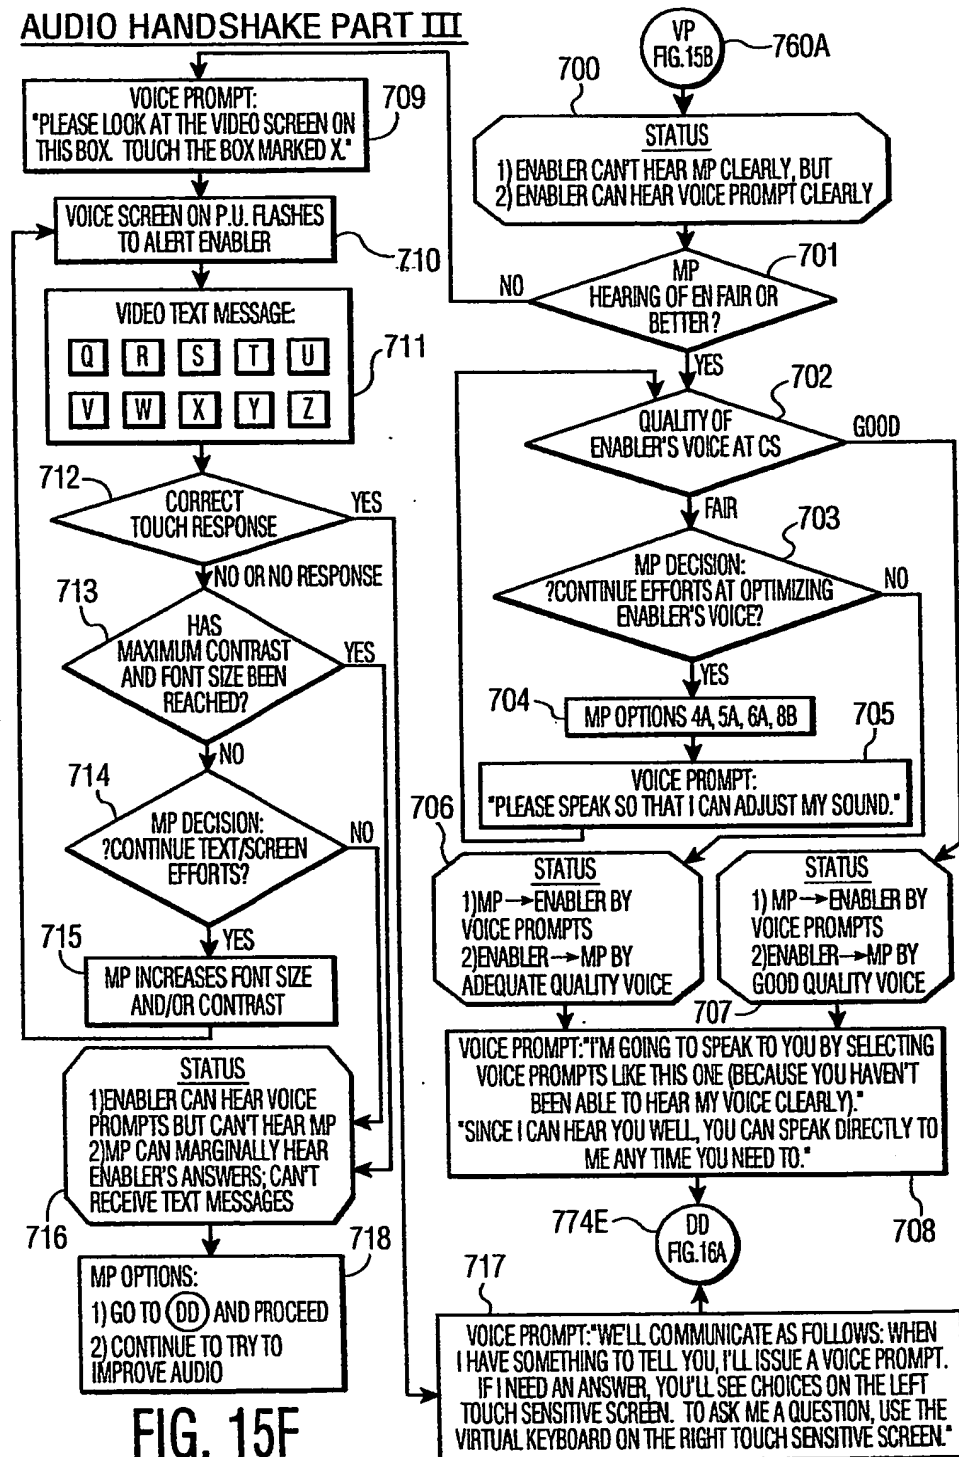 AUDIO HANDSHAKE PART III
VP
FIG. 15B
760A
700
STATUS
1) ENABLER CAN'T HEAR MP CLEARLY, BUT
2) ENABLER CAN HEAR VOICE PROMPT CLEARLY
701
MP
HEARING OF EN FAIR OR
BETTER?
NO
YES
709
VOICE PROMPT:
"PLEASE LOOK AT THE VIDEO SCREEN ON
THIS BOX. TOUCH THE BOX MARKED X."
VOICE SCREEN ON P.U. FLASHES
TO ALERT ENABLER
710
VIDEO TEXT MESSAGE:
Q R S T U
V W X Y Z
711
712
CORRECT
TOUCH RESPONSE
YES
NO OR NO RESPONSE
713
HAS
MAXIMUM CONTRAST
AND FONT SIZE BEEN
REACHED?
YES
NO
714
MP DECISION:
?CONTINUE TEXT/SCREEN
EFFORTS?
NO
YES
715
MP INCREASES FONT SIZE
AND/OR CONTRAST
STATUS
1)ENABLER CAN HEAR VOICE
PROMPTS BUT CAN'T HEAR MP
2)MP CAN MARGINALLY HEAR
ENABLER'S ANSWERS; CAN'T
RECEIVE TEXT MESSAGES
716
718
MP OPTIONS:
1) GO TO DD AND PROCEED
2) CONTINUE TO TRY TO
IMPROVE AUDIO
702
QUALITY OF
ENABLER'S VOICE AT CS
GOOD
FAIR
703
MP DECISION:
?CONTINUE EFFORTS AT OPTIMIZING
ENABLER'S VOICE?
NO
YES
704
MP OPTIONS 4A, 5A, 6A, 8B
705
VOICE PROMPT:
"PLEASE SPEAK SO THAT I CAN ADJUST MY SOUND."
706
STATUS
1)MP→ENABLER BY
VOICE PROMPTS
2)ENABLER→MP BY
ADEQUATE QUALITY VOICE
STATUS
1) MP→ENABLER BY
VOICE PROMPTS
2)ENABLER→MP BY
GOOD QUALITY VOICE
707
VOICE PROMPT:"I'M GOING TO SPEAK TO YOU BY SELECTING
VOICE PROMPTS LIKE THIS ONE (BECAUSE YOU HAVEN'T
BEEN ABLE TO HEAR MY VOICE CLEARLY)."
"SINCE I CAN HEAR YOU WELL, YOU CAN SPEAK DIRECTLY TO
ME ANY TIME YOU NEED TO."
708
774E
DD
FIG.16A
717
VOICE PROMPT:"WE'LL COMMUNICATE AS FOLLOWS: WHEN
I HAVE SOMETHING TO TELL YOU, I'LL ISSUE A VOICE PROMPT.
IF I NEED AN ANSWER, YOU'LL SEE CHOICES ON THE LEFT
TOUCH SENSITIVE SCREEN. TO ASK ME A QUESTION, USE THE
VIRTUAL KEYBOARD ON THE RIGHT TOUCH SENSITIVE SCREEN."
FIG. 15F